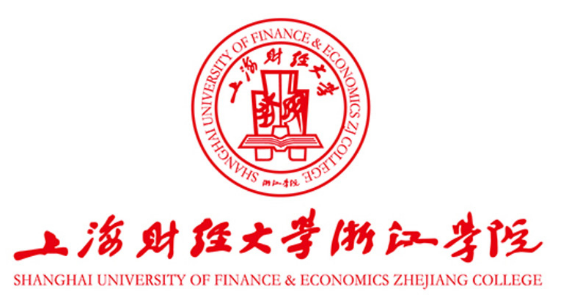 SHANGHAI UNIVERSITY OF FINANCE & ECONOMICS ZJ COLLEGE
上海财经大学
浙江学院
上海财经大学浙江学院
SHANGHAI UNIVERSITY OF FINANCE & ECONOMICS ZHEJIANG COLLEGE